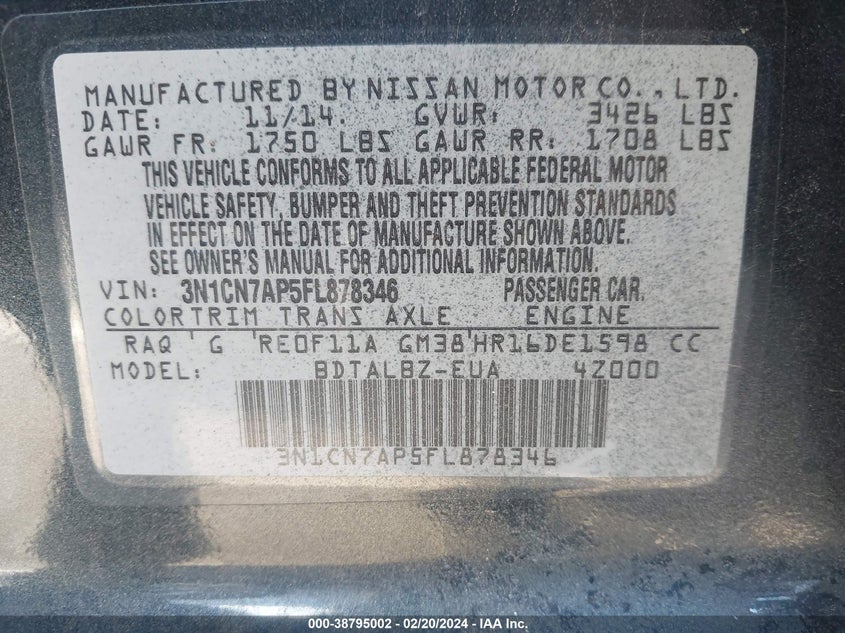 MANUFACTURED BY NISSAN MOTOR CO., LTD.
DATE: 11/14. GVWR: 3426 LBS
GAWR FR: 1750 LBS GAWR RR: 1708 LBS
THIS VEHICLE CONFORMS TO ALL APPLICABLE FEDERAL MOTOR
VEHICLE SAFETY, BUMPER AND THEFT PREVENTION STANDARDS
IN EFFECT ON THE DATE OF MANUFACTURE SHOWN ABOVE.
SEE OWNER'S MANUAL FOR ADDITIONAL INFORMATION.
VIN: 3N1CN7AP5FL878346 PASSENGER CAR.
COLORTRIM TRANS AXLE ENGINE
RAQ 'G 'RE0F11A GM38'HR16DE1598 CC
MODEL: BDTALBZ-EUA 4Z000
3N1CN7AP5FL878346
000-38795002 - 02/20/2024 - IAA Inc.